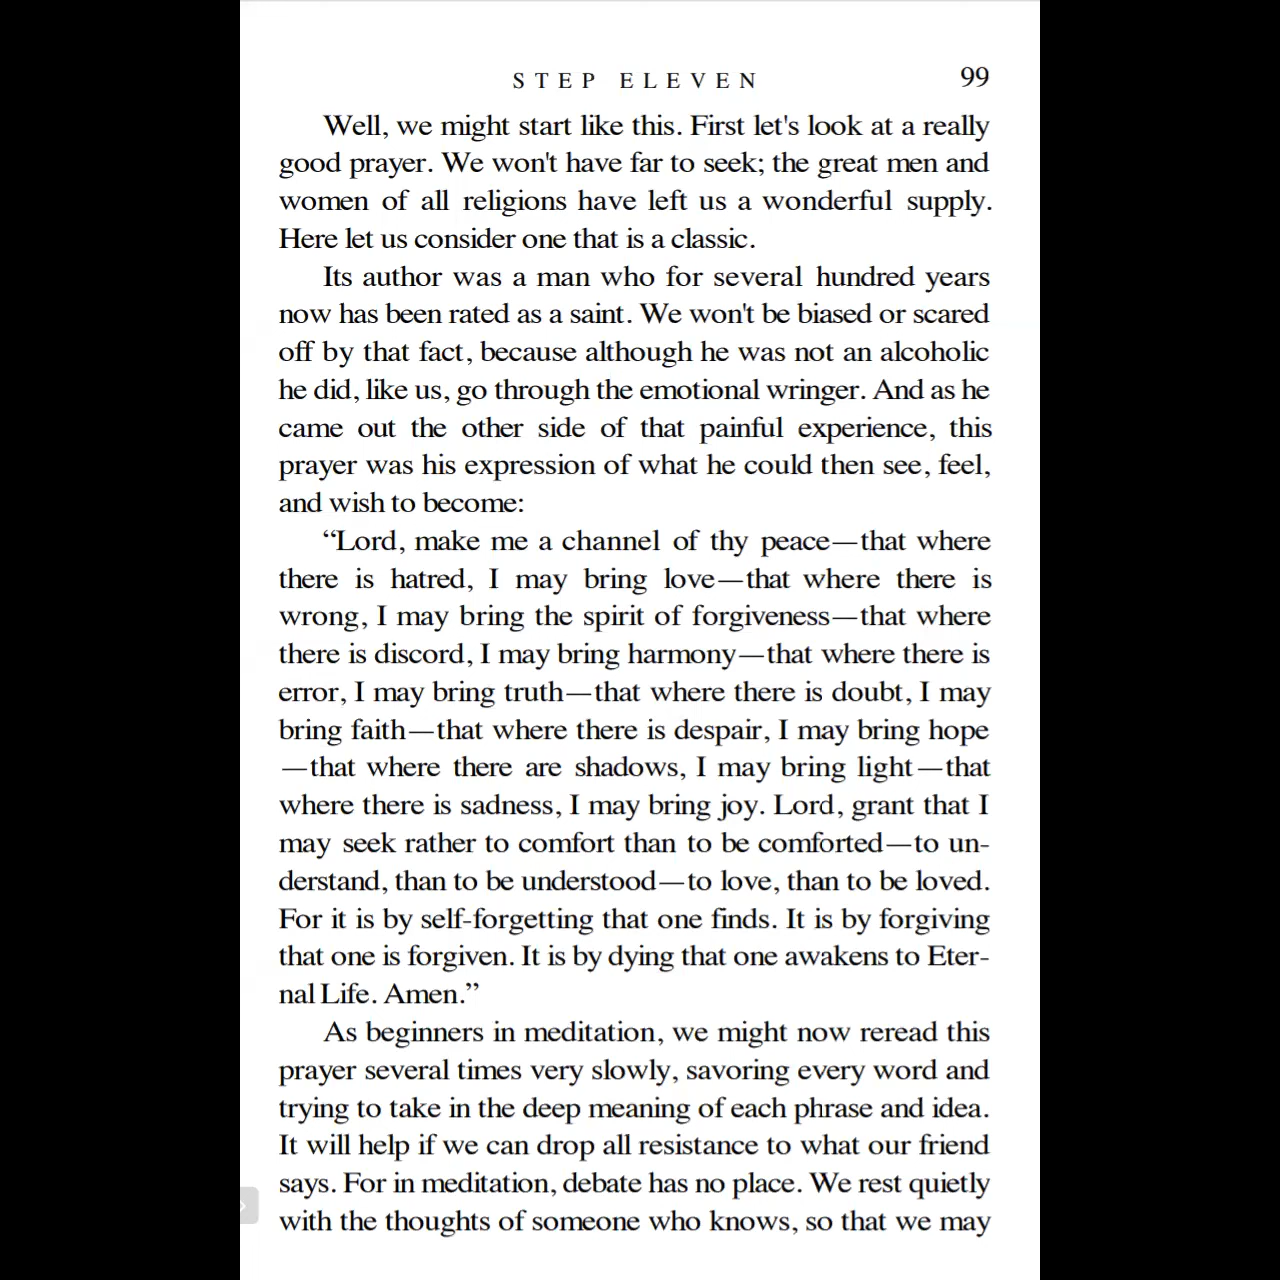 STEP ELEVEN 99
Well, we might start like this. First let's look at a really
good prayer. We won't have far to seek; the great men and
women of all religions have left us a wonderful supply.
Here let us consider one that is a classic.
Its author was a man who for several hundred years
now has been rated as a saint. We won't be biased or scared
off by that fact, because although he was not an alcoholic
he did, like us, go through the emotional wringer. And as he
came out the other side of that painful experience, this
prayer was his expression of what he could then see, feel,
and wish to become:
“Lord, make me a channel of thy peace—that where
there is hatred, I may bring love—that where there is
wrong, I may bring the spirit of forgiveness—that where
there is discord, I may bring harmony—that where there is
error, I may bring truth—that where there is doubt, I may
bring faith—that where there is despair, I may bring hope
—that where there are shadows, I may bring light—that
where there is sadness, I may bring joy. Lord, grant that I
may seek rather to comfort than to be comforted—to un-
derstand, than to be understood—to love, than to be loved.
For it is by self-forgetting that one finds. It is by forgiving
that one is forgiven. It is by dying that one awakens to Eter-
nal Life. Amen.”
As beginners in meditation, we might now reread this
prayer several times very slowly, savoring every word and
trying to take in the deep meaning of each phrase and idea.
It will help if we can drop all resistance to what our friend
says. For in meditation, debate has no place. We rest quietly
with the thoughts of someone who knows, so that we may